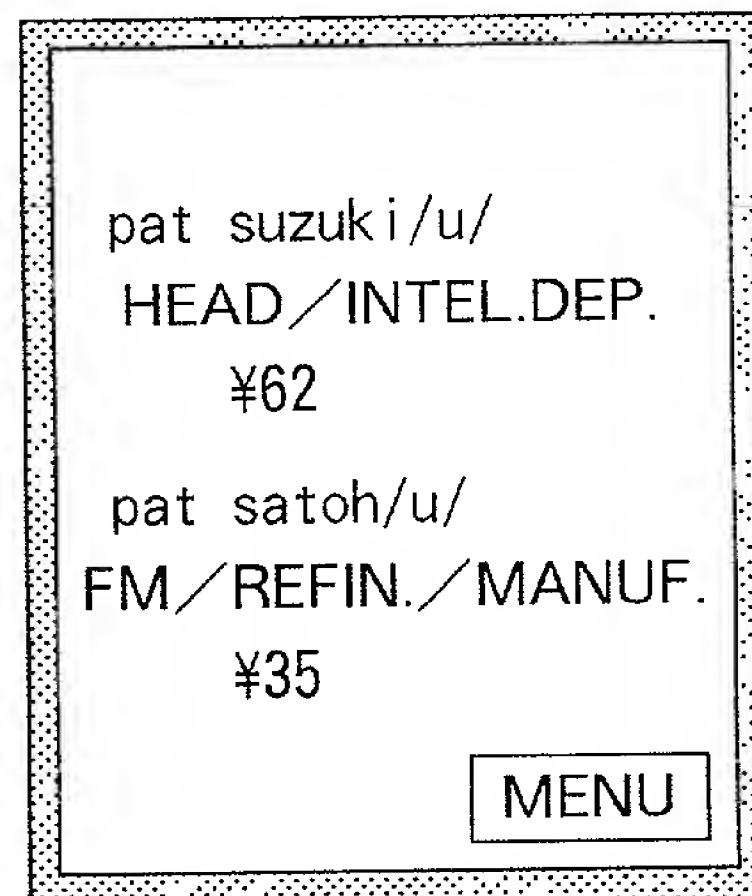 pat suzuki/u/
HEAD／INTEL.DEP.
¥62
pat satoh/u/
FM／REFIN.／MANUF.
¥35
MENU